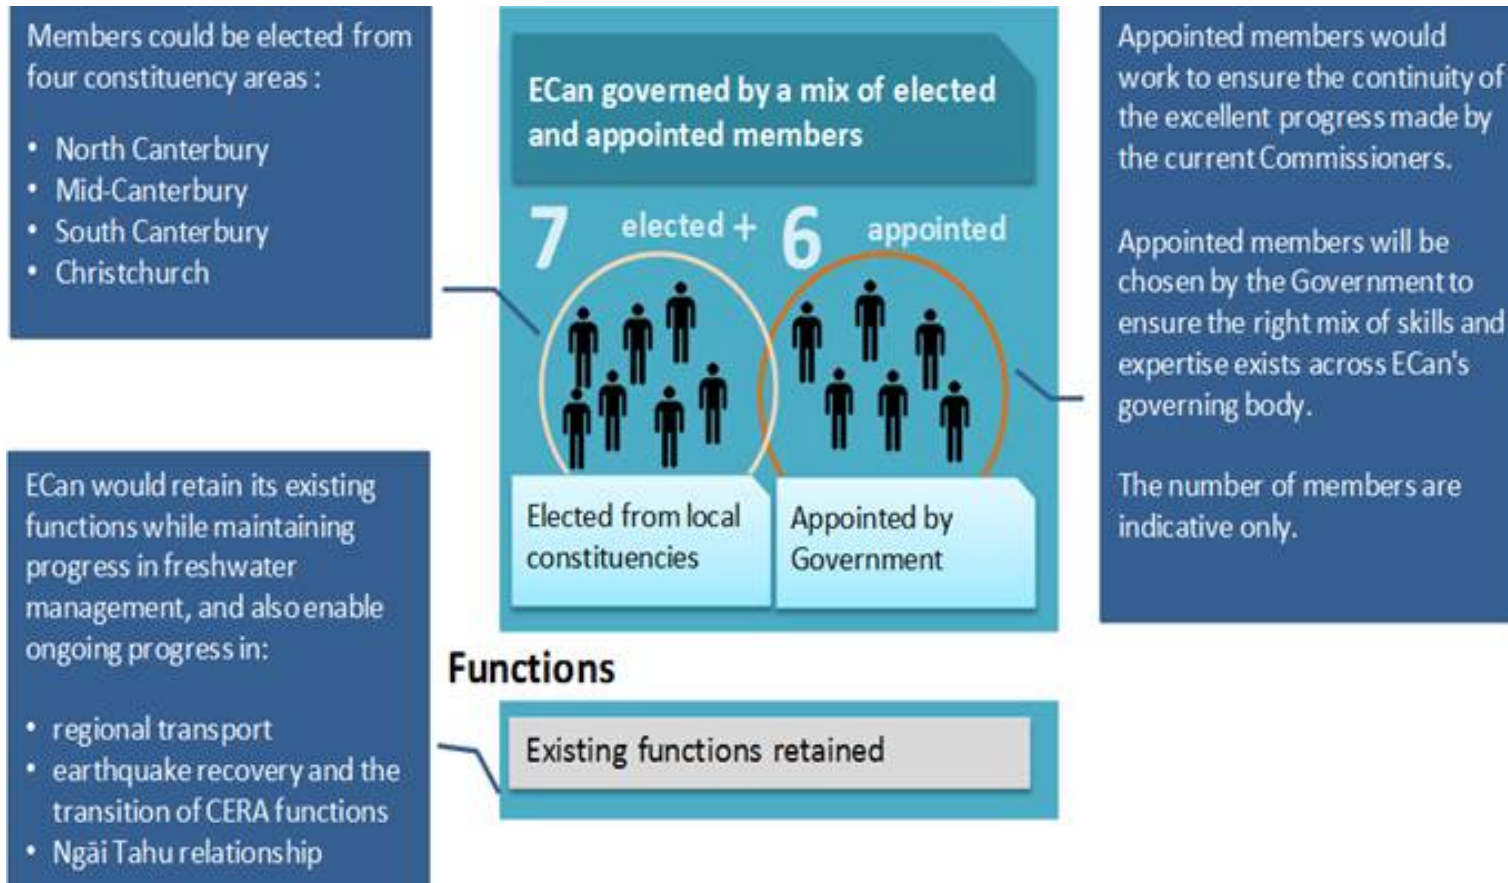 Members could be elected from
four constituency areas :
• North Canterbury
• Mid-Canterbury
• South Canterbury
• Christchurch
ECan would retain its existing
functions while maintaining
progress in freshwater
management, and also enable
ongoing progress in:
• regional transport
• earthquake recovery and the
transition of CERA functions
• Ngāi Tahu relationship
ECan governed by a mix of elected
and appointed members
7 elected + 6 appointed
Elected from local
constituencies
Appointed by
Government
Functions
Existing functions retained
Appointed members would
work to ensure the continuity of
the excellent progress made by
the current Commissioners.
Appointed members will be
chosen by the Government to
ensure the right mix of skills and
expertise exists across ECan's
governing body.
The number of members are
indicative only.